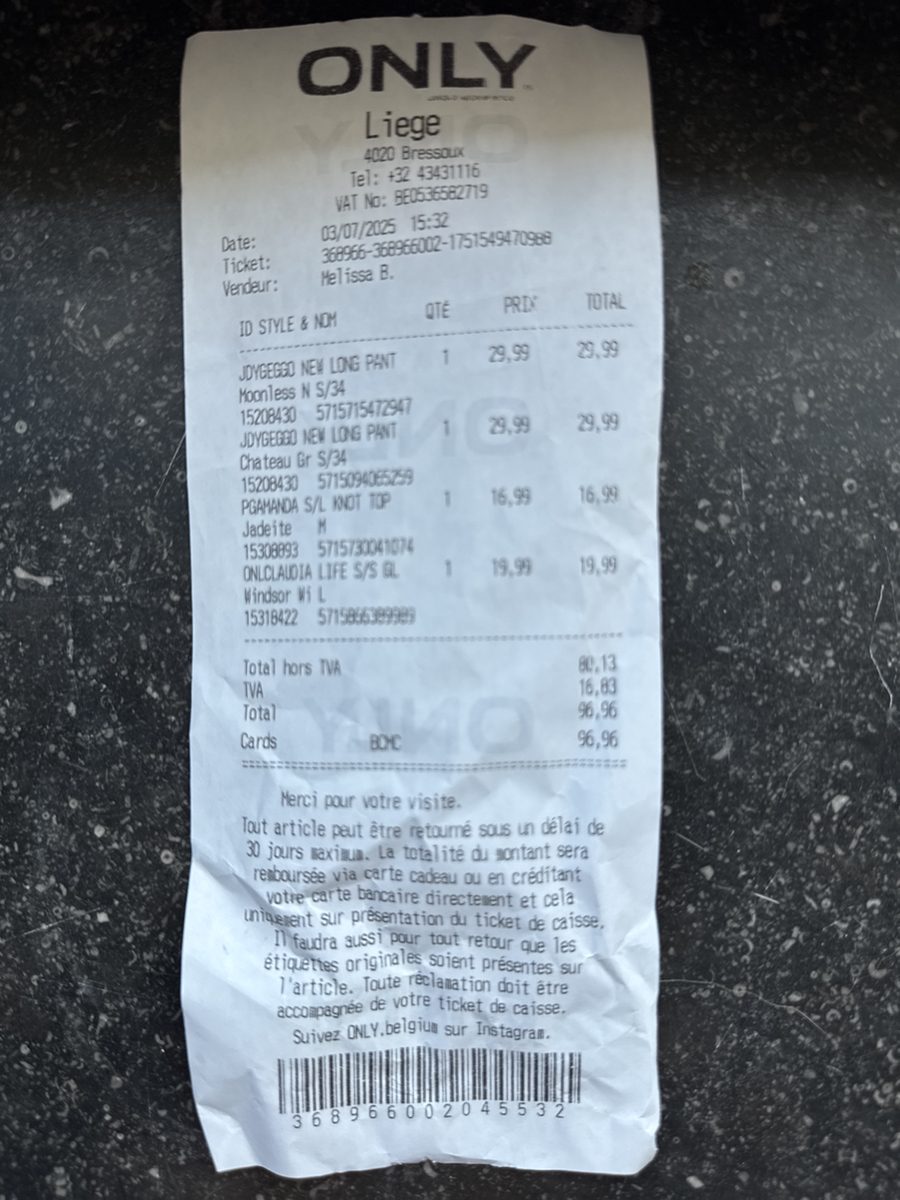 ONLY
Liege
4020 Bressoux
Tel: +32 43431116
VAT No: BE0536582719
Date: 03/07/2025 15:32
Ticket: 368966-368966002-1751549470988
Vendeur: Melissa B.
ID STYLE & NOM QTÉ PRIX TOTAL
JDYGEGGO NEW LONG PANT 1 29,99 29,99
Moonless N S/34
15208430 5715715472947
JDYGEGGO NEW LONG PANT 1 29,99 29,99
Chateau Gr S/34
15208430 5715094065259
PGAMANDA S/L KNOT TOP 1 16,99 16,99
Jadeite M
15308893 5715730041074
ONLCLAUDIA LIFE S/S GL 1 19,99 19,99
Windsor Wi L
15318422
Total hors TVA 80,13
TVA 16,83
Total 96,96
Cards BCMC 96,96
Merci pour votre visite.
Tout article peut être retourné sous un délai de
30 jours maximum. La totalité du montant sera
remboursée via carte cadeau ou en créditant
votre carte bancaire directement et cela
uniquement sur présentation du ticket de caisse.
Il faudra aussi pour tout retour que les
étiquettes originales soient présentes sur
l'article. Toute réclamation doit être
accompagnée de votre ticket de caisse.
Suivez ONLY.belgium sur Instagram.
368966002045532